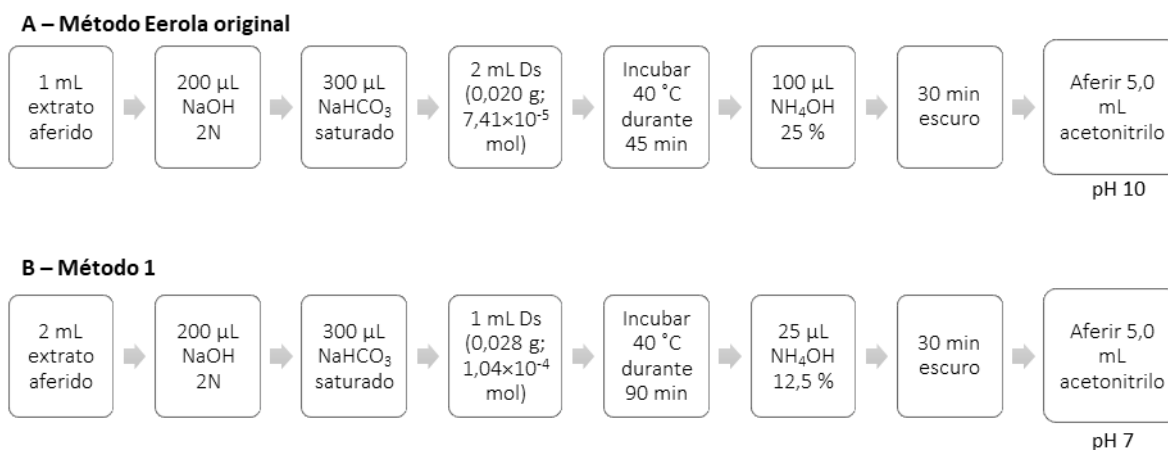 A – Método Eerola original
1 mL
extrato
aferido
200 µL
NaOH
2N
300 µL
NaHCO₃
saturado
2 mL Ds
(0,020 g;
7,41×10⁻⁵
mol)
Incubar
40 ˚C
durante
45 min
100 µL
NH₄OH
25 %
30 min
escuro
Aferir 5,0
mL
acetonitrilo
pH 10
B – Método 1
2 mL
extrato
aferido
200 µL
NaOH
2N
300 µL
NaHCO₃
saturado
1 mL Ds
(0,028 g;
1,04×10⁻⁴
mol)
Incubar
40 ˚C
durante
90 min
25 µL
NH₄OH
12,5 %
30 min
escuro
Aferir 5,0
mL
acetonitrilo
pH 7